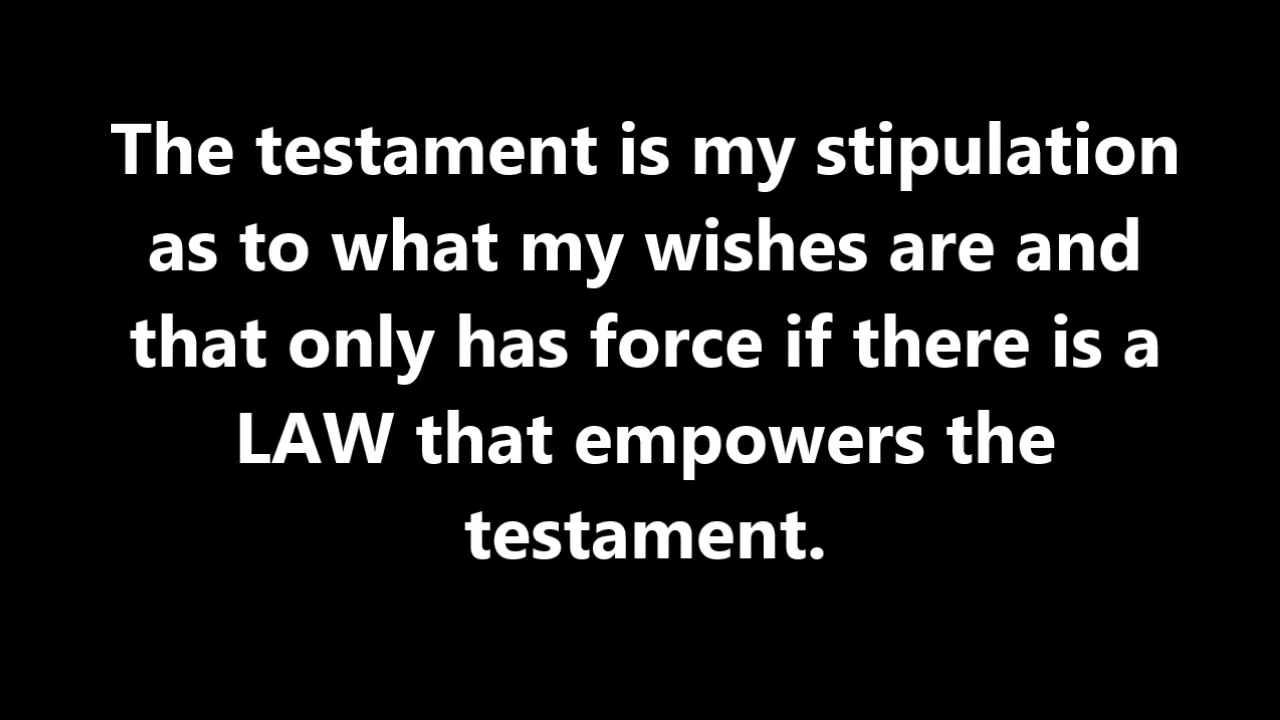 The testament is my stipulation
as to what my wishes are and
that only has force if there is a
LAW that empowers the
testament.